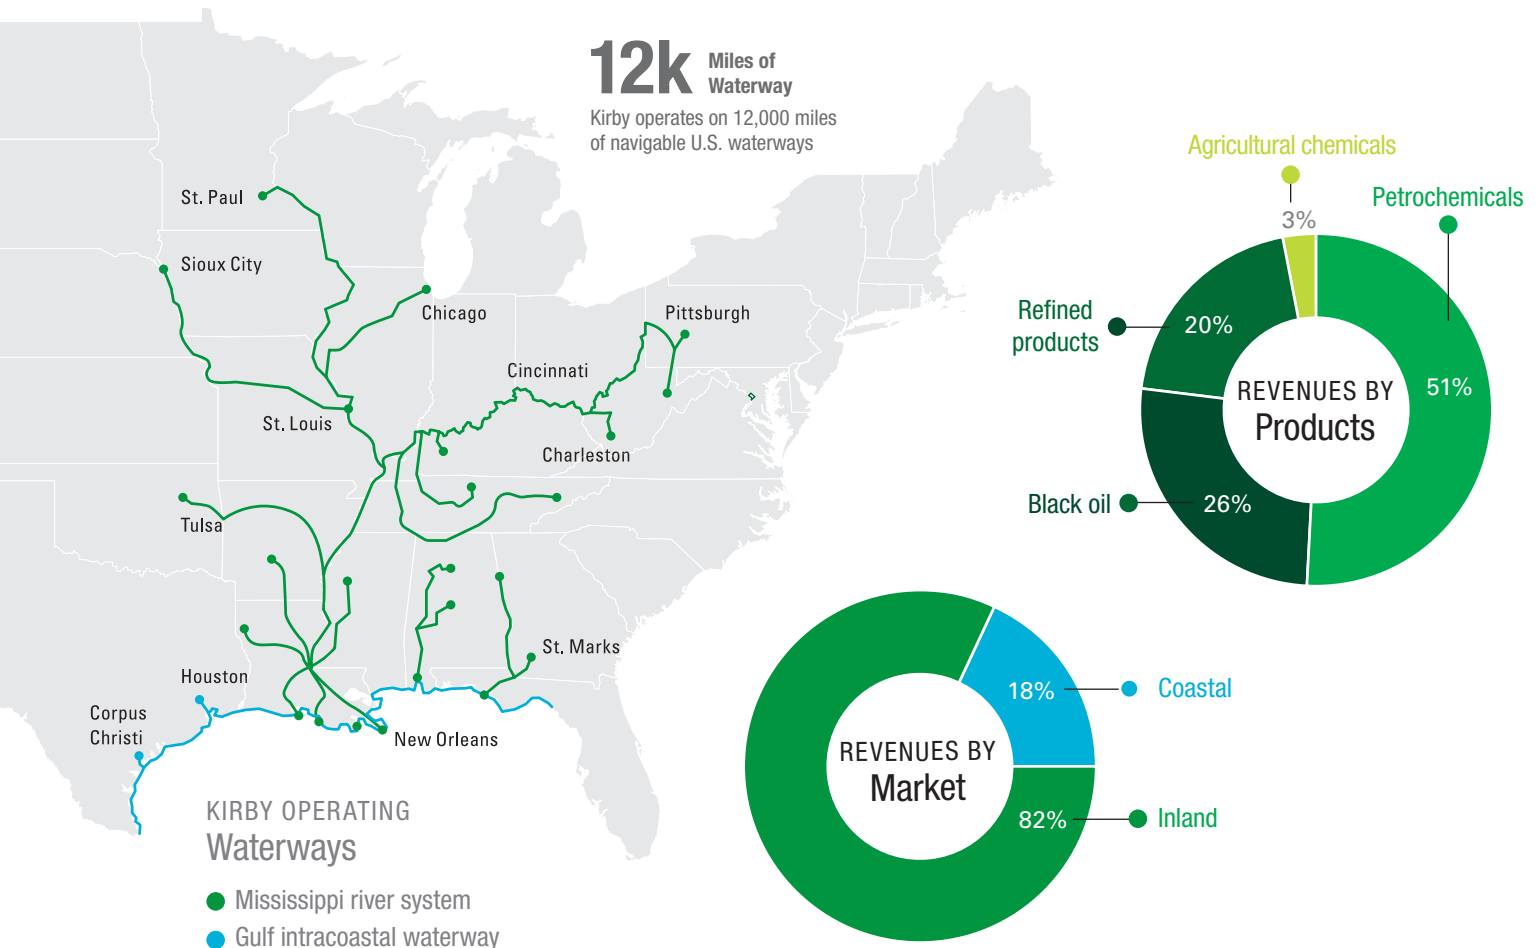 12k
Miles of
Waterway
Kirby operates on 12,000 miles
of navigable U.S. waterways
St. Paul
Sioux City
Chicago
Pittsburgh
Cincinnati
St. Louis
Charleston
Tulsa
St. Marks
Houston
Corpus
Christi
New Orleans
KIRBY OPERATING
Waterways
Mississippi river system
Gulf intracoastal waterway
Agricultural chemicals
3%
Petrochemicals
51%
Refined
products
20%
Black oil
26%
REVENUES BY
Products
REVENUES BY
Market
18%
Coastal
82%
Inland